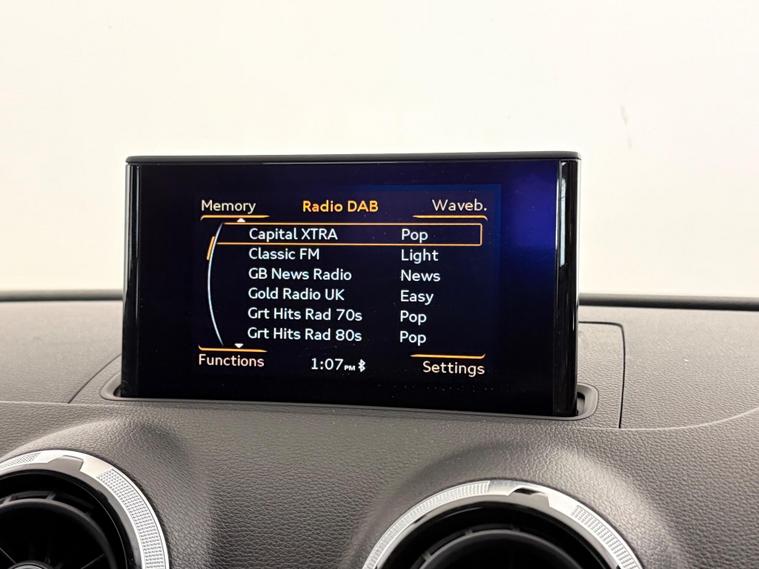 Memory Radio DAB Waveb.
Capital XTRA Pop
Classic FM Light
GB News Radio News
Gold Radio UK Easy
Grt Hits Rad 70s Pop
Grt Hits Rad 80s Pop
Functions 1:07PM Settings